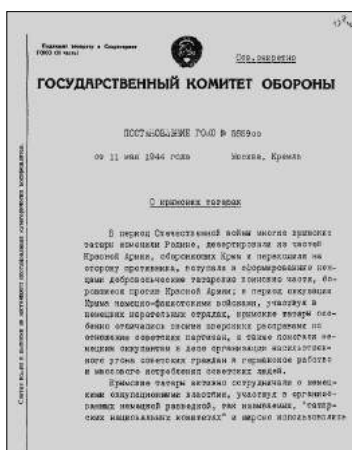 Сов.секретно
ГОСУДАРСТВЕННЫЙ КОМИТЕТ ОБОРОНЫ
ПОСТАНОВЛЕНИЕ ГОКО № 5859сс
от 11 мая 1944 года Москва, Кремль
О крымских татарах
В период Отечественной войны многие крымские
татары изменили Родине, дезертировали из частей
Красной Армии, обороняющих Крым и переходили на
сторону противника, вступали в сформированные нем-
цами добровольческие татарские воинские части, бо-
ровшиеся против Красной Армии; в период оккупации
Крыма немецко-фашистскими войсками, участвуя в
немецких карательных отрядах, крымские татары осо-
бенно отличались своими зверскими расправами по
отношению советских партизан, а также помогали не-
мецким оккупантам в деле организации насильствен-
ного угона советских граждан в германское рабство
и массового истребления советских людей.
Крымские татары активно сотрудничали с немец-
кими оккупационными властями, участвуя в организо-
ванных немецкой разведкой, так называемых, "татар-
ских национальных комитетах" и широко использовались